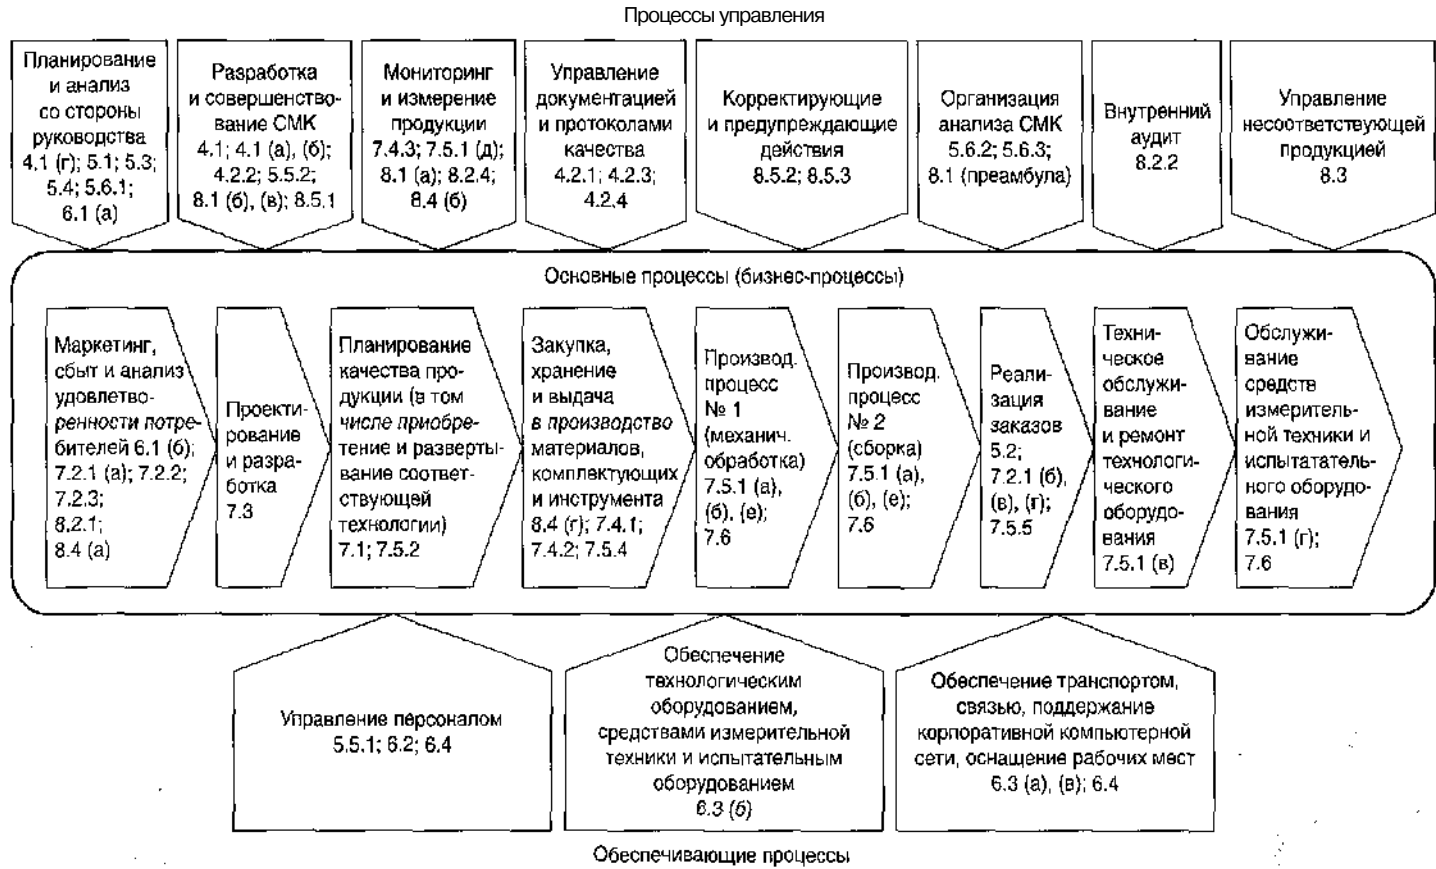 Процессы управления
Планирование
и анализ
со стороны
руководства
4.1 (г); 5.1; 5.3;
5.4; 5.6.1;
6.1 (а)
Разработка
и совершенство-
вание СМК
4.1; 4.1 (а), (б);
4.2.2; 5.5.2;
8.1 (б), (в); 8.5.1
Мониторинг
и измерение
продукции
7.4.3; 7.5.1 (д);
8.1 (а); 8.2.4;
8.4 (б)
Управление
документацией
и протоколами
качества
4.2.1; 4.2.3;
4.2.4
Корректирующие
и предупреждающие
действия
8.5.2; 8.5.3
Организация
анализа СМК
5.6.2; 5.6.3;
8.1 (преамбула)
Внутренний
аудит
8.2.2
Управление
несоответствующей
продукцией
8.3
Основные процессы (бизнес-процессы)
Маркетинг,
сбыт и анализ
удовлетво-
ренности потре-
бителей 6.1 (б);
7.2.1 (а); 7.2.2;
7.2.3;
8.2.1;
8.4 (а)
Проекти-
рование
и разра-
ботка
7.3
Планирование
качества про-
дукции (в том
числе приобре-
тение и разверты-
вание соответ-
ствующей
технологии)
7.1; 7.5.2
Закупка,
хранение
и выдача
в производство
материалов,
комплектующих
и инструмента
8.4 (г); 7.4.1;
7.4.2; 7.5.4
Производ.
процесс
№ 1
(механич.
обработка)
7.5.1 (а),
(б), (е);
7.6
Производ.
процесс
№ 2
(сборка)
7.5.1 (а),
(б), (е);
7.6
Реали-
зация
заказов
5.2;
7.2.1 (б),
(в), (г);
7.5.5
Техни-
ческое
обслужи-
вание
и ремонт
технологи-
ческого
оборудо-
вания
7.5.1 (в)
Обслужи-
вание
средств
измеритель-
ной техники и
испытатель-
ного оборудо-
вания
7.5.1 (г);
7.6
Управление персоналом
5.5.1; 6.2; 6.4
Обеспечение
технологическим
оборудованием,
средствами измерительной
техники и испытательным
оборудованием
6.3 (б)
Обеспечение транспортом,
связью, поддержание
корпоративной компьютерной
сети, оснащение рабочих мест
6.3 (а), (в); 6.4
Обеспечивающие процессы